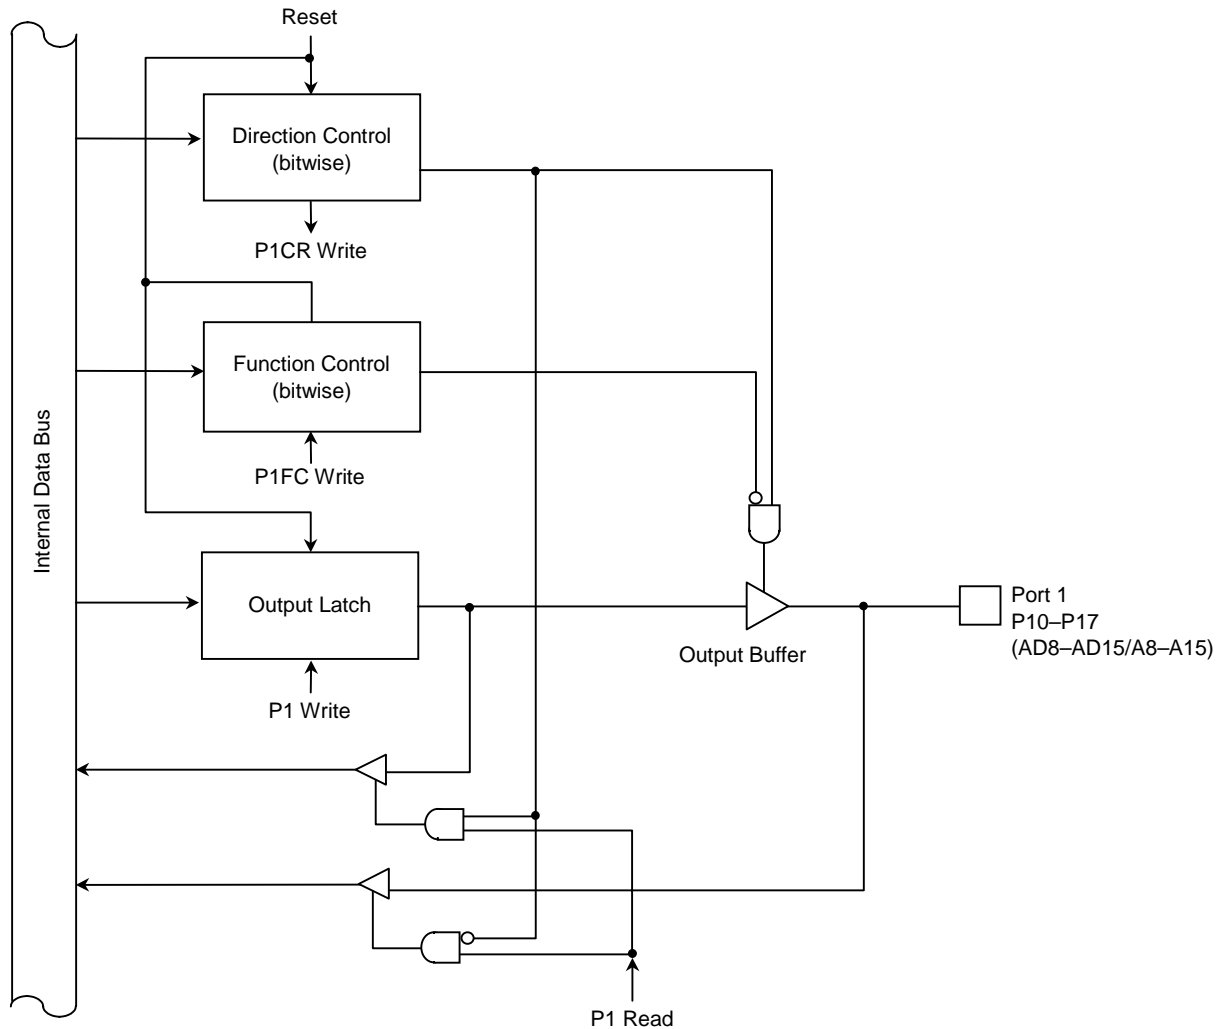 Reset
Direction Control
(bitwise)
P1CR Write
Function Control
(bitwise)
P1FC Write
Internal Data Bus
Output Latch
P1 Write
Output Buffer
Port 1
P10–P17
(AD8–AD15/A8–A15)
P1 Read